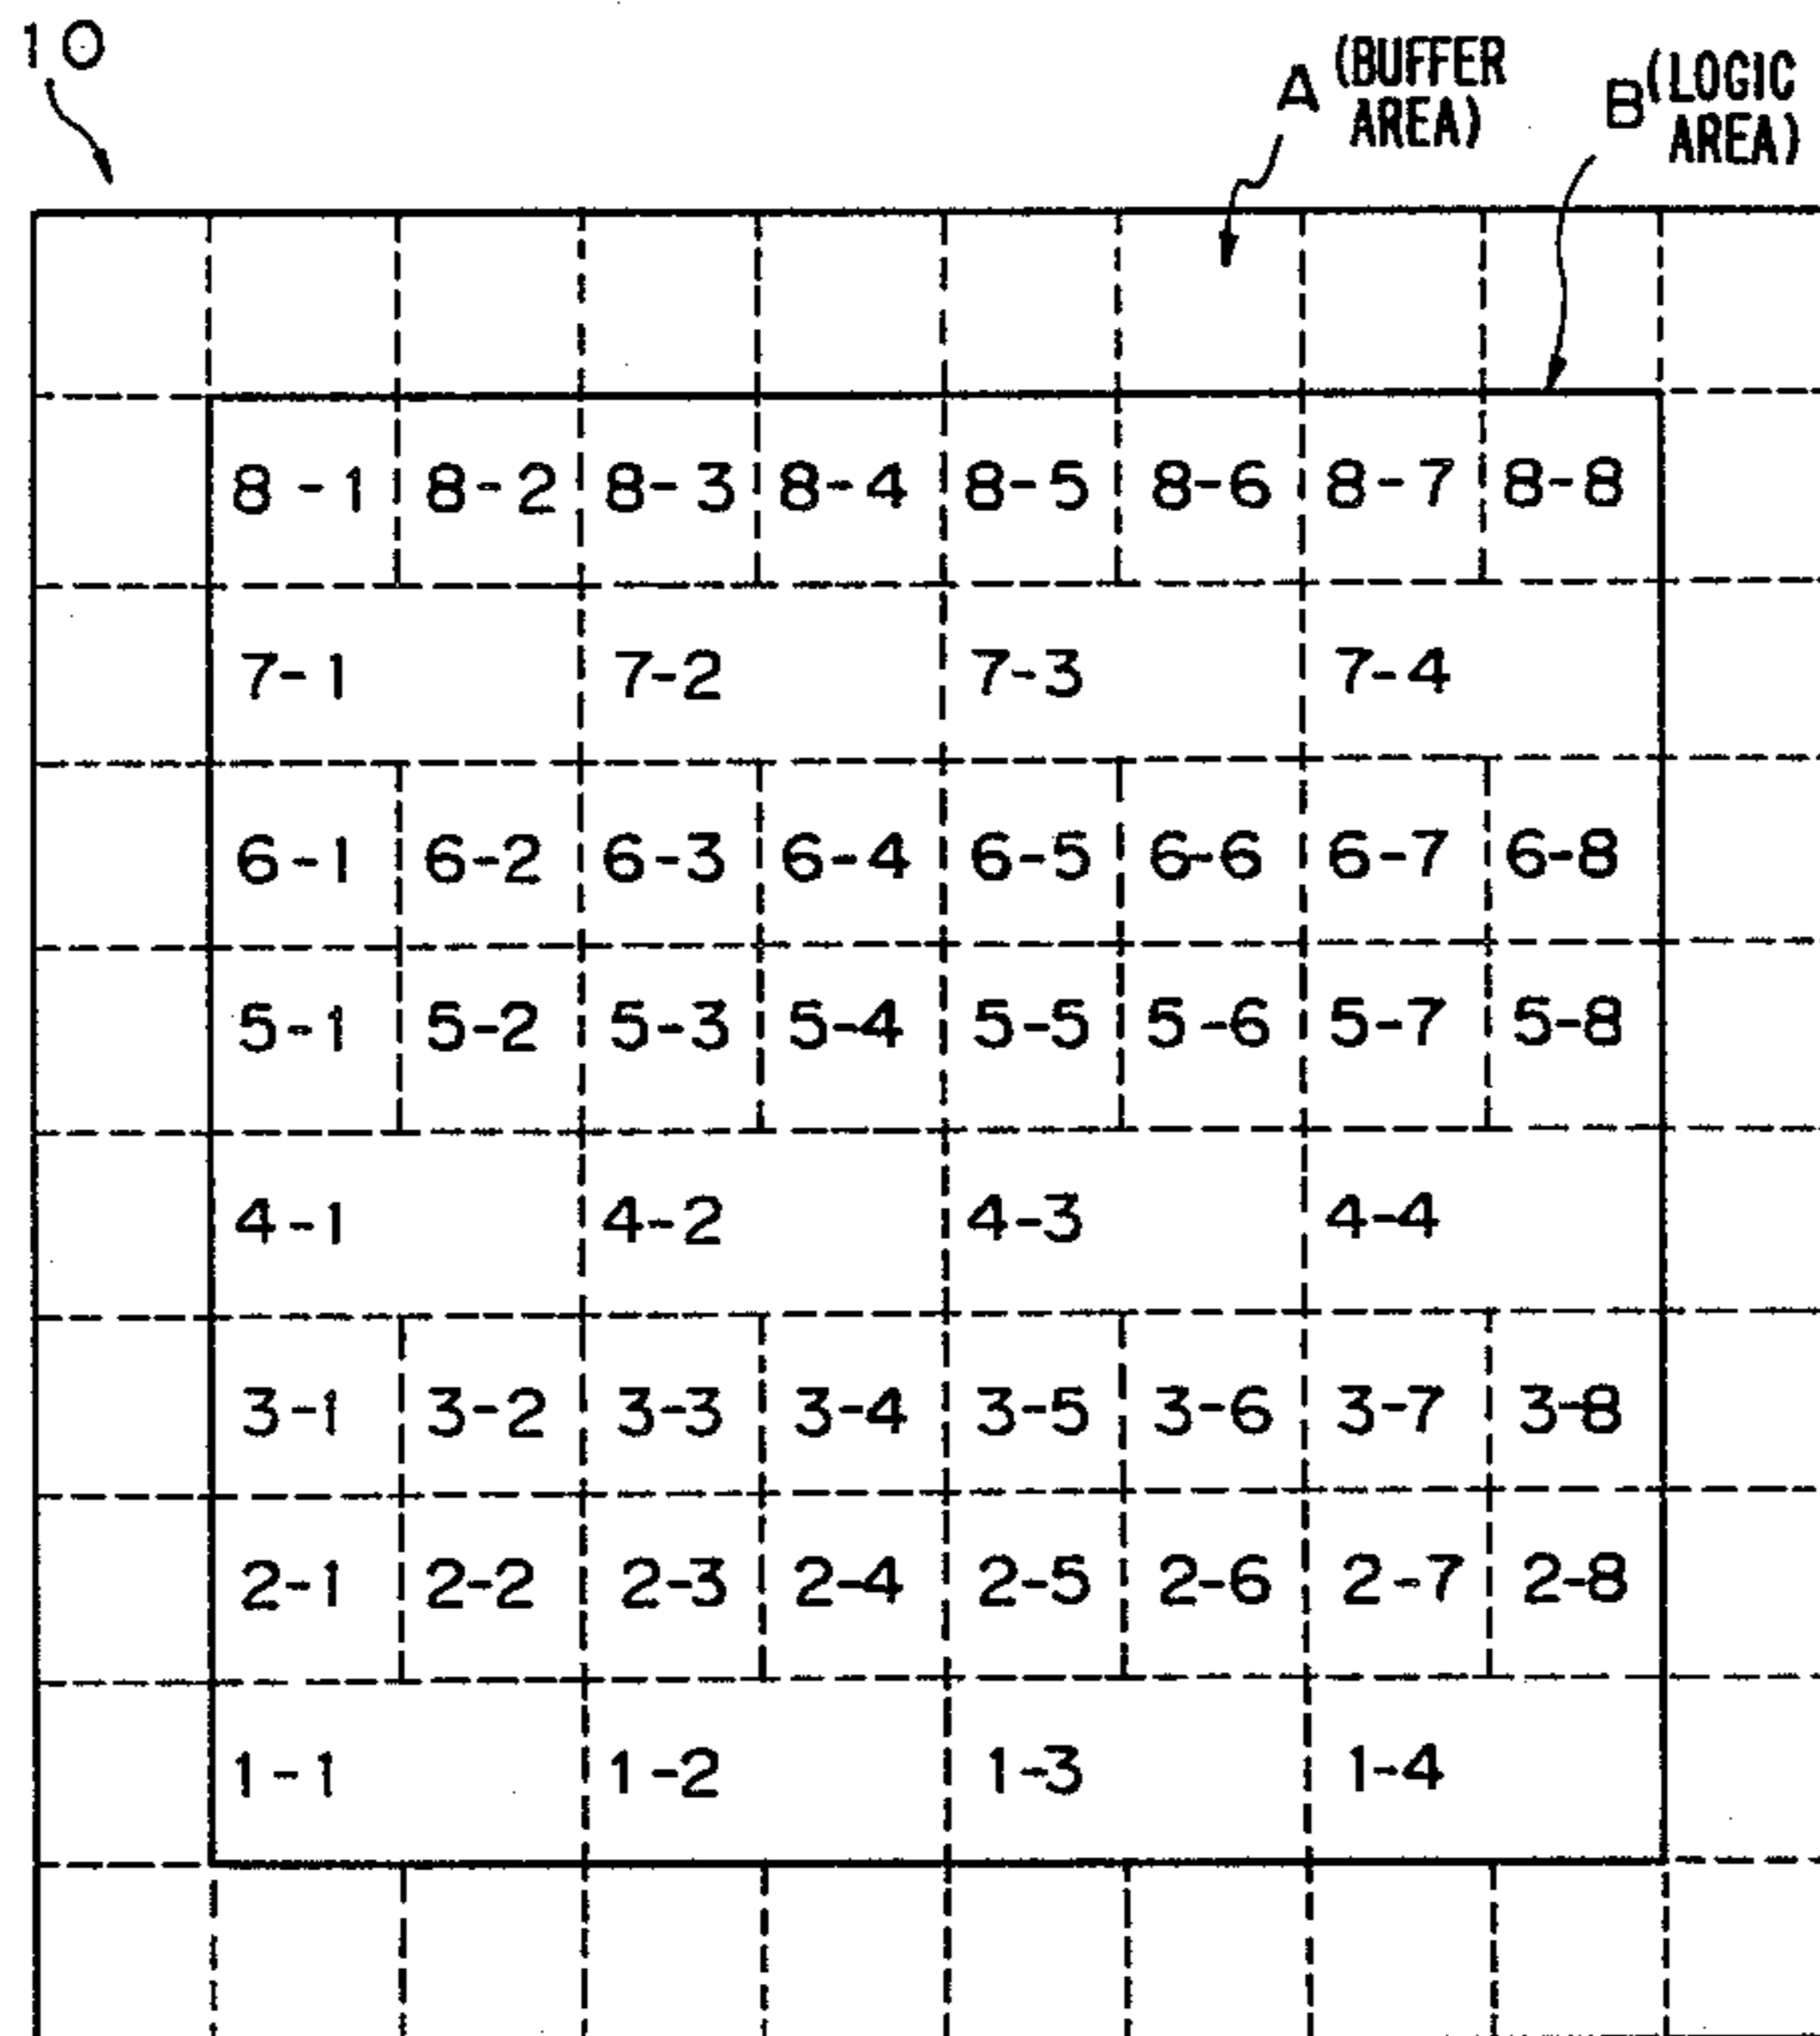 10
A (BUFFER AREA)
B (LOGIC AREA)
8-1 8-2 8-3 8-4 8-5 8-6 8-7 8-8
7-1 7-2 7-3 7-4
6-1 6-2 6-3 6-4 6-5 6-6 6-7 6-8
5-1 5-2 5-3 5-4 5-5 5-6 5-7 5-8
4-1 4-2 4-3 4-4
3-1 3-2 3-3 3-4 3-5 3-6 3-7 3-8
2-1 2-2 2-3 2-4 2-5 2-6 2-7 2-8
1-1 1-2 1-3 1-4